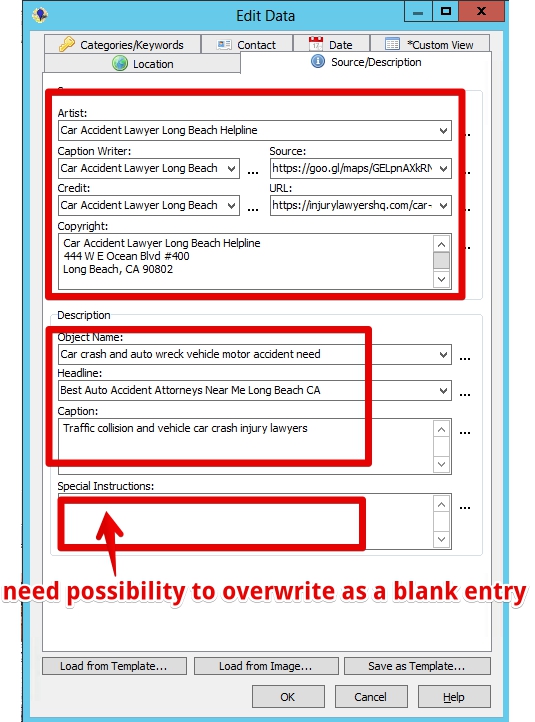 Edit Data
Categories/Keywords Contact Date *Custom View
Location Source/Description
Artist:
Car Accident Lawyer Long Beach Helpline
...
Caption Writer: Source:
Car Accident Lawyer Long Beach ... https://goo.gl/maps/GELpnAXkRN
Credit: URL:
Car Accident Lawyer Long Beach ... https://injurylawyershq.com/car-
Copyright:
Car Accident Lawyer Long Beach Helpline
444 W E Ocean Blvd #400
Long Beach, CA 90802
Description
Object Name:
Car crash and auto wreck vehicle motor accident need ...
Headline:
Best Auto Accident Attorneys Near Me Long Beach CA ...
Caption:
Traffic collision and vehicle car crash injury lawyers ...
Special Instructions:
...
need possibility to overwrite as a blank entry
Load from Template... Load from Image... Save as Template...
OK Cancel Help